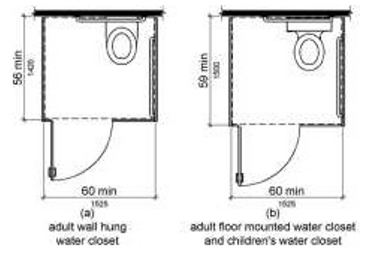 56 min
1420
60 min
1525
(a)
adult wall hung
water closet
59 min
1500
60 min
1525
(b)
adult floor mounted water closet
and children's water closet